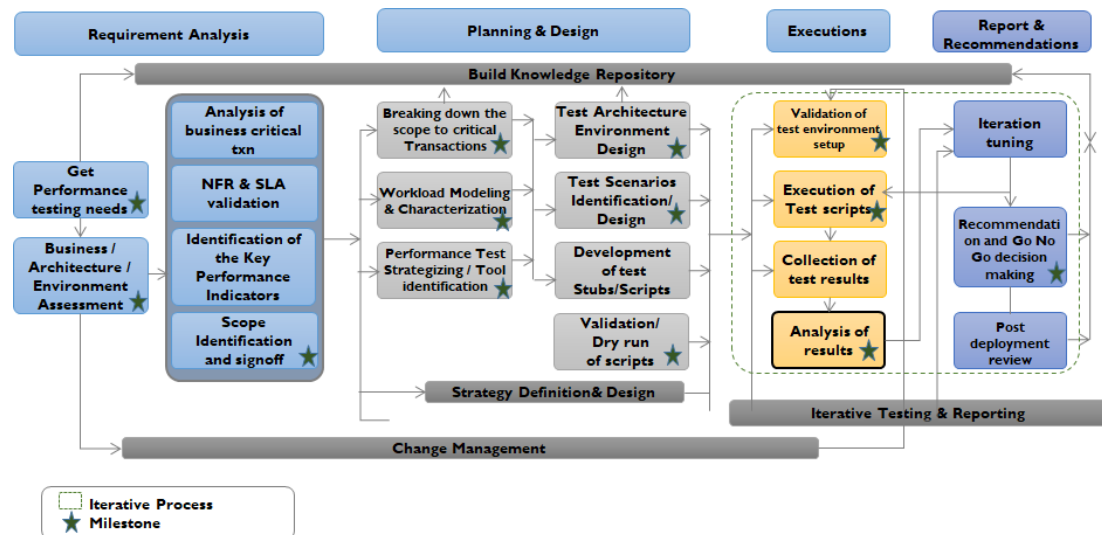 Requirement Analysis
Planning & Design
Executions
Report &
Recommendations
Build Knowledge Repository
Get
Performance
testing needs
Business /
Architecture /
Environment
Assessment
Analysis of
business critical
txn
NFR & SLA
validation
Identification of
the Key
Performance
Indicators
Scope
Identification
and signoff
Breaking down the
scope to critical
Transactions
Workload Modeling
& Characterization
Performance Test
Strategizing / Tool
identification
Test Architecture
Environment
Design
Test Scenarios
Identification/
Design
Development
of test
Stubs/Scripts
Validation/
Dry run
of scripts
Strategy Definition& Design
Validation of
test environment
setup
Execution of
Test scripts
Collection of
test results
Analysis of
results
Iteration
tuning
Recommendati
on and Go No
Go decision
making
Post
deployment
review
Iterative Testing & Reporting
Change Management
Iterative Process
Milestone